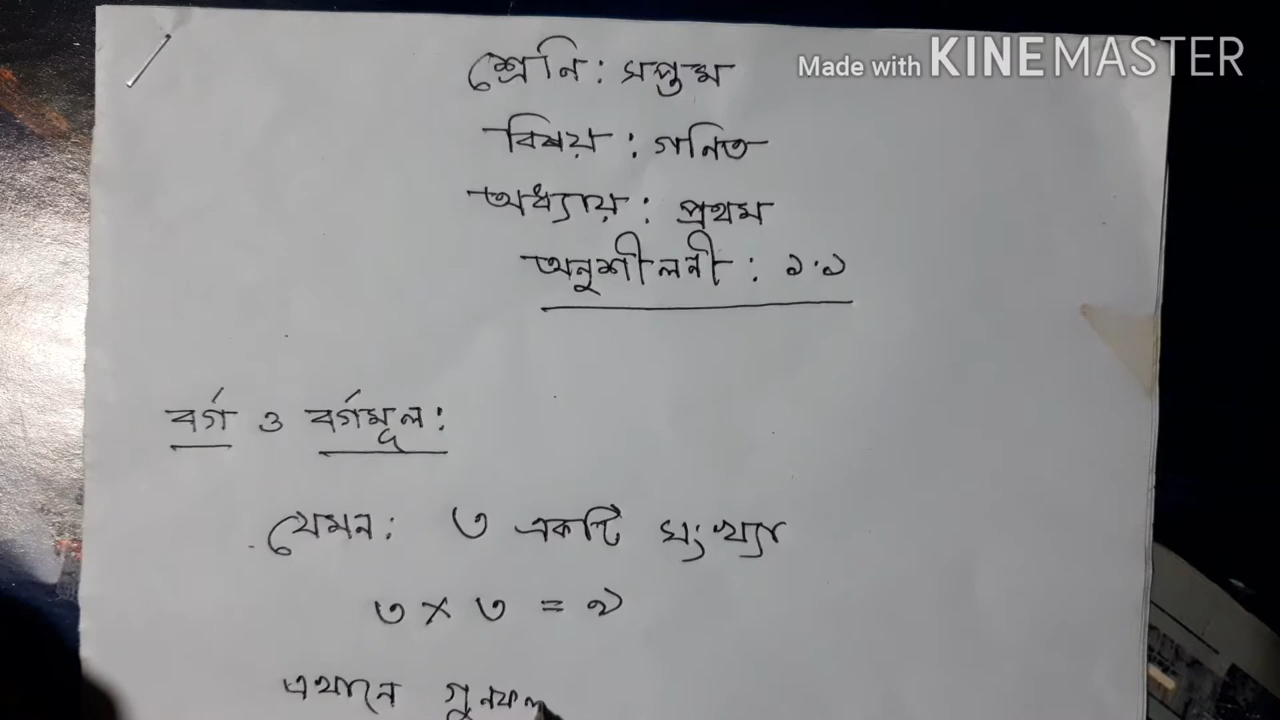 Made with KINEMASTER
শ্রেনি : সপ্তম
বিষয় : গনিত
অধ্যায় : প্রথম
অনুশীলনী : ১.১
বর্গ ও বর্গমূল :
যেমন : ৩ একটি সংখ্যা
৩ × ৩ = ৯
এখানে গুনফল